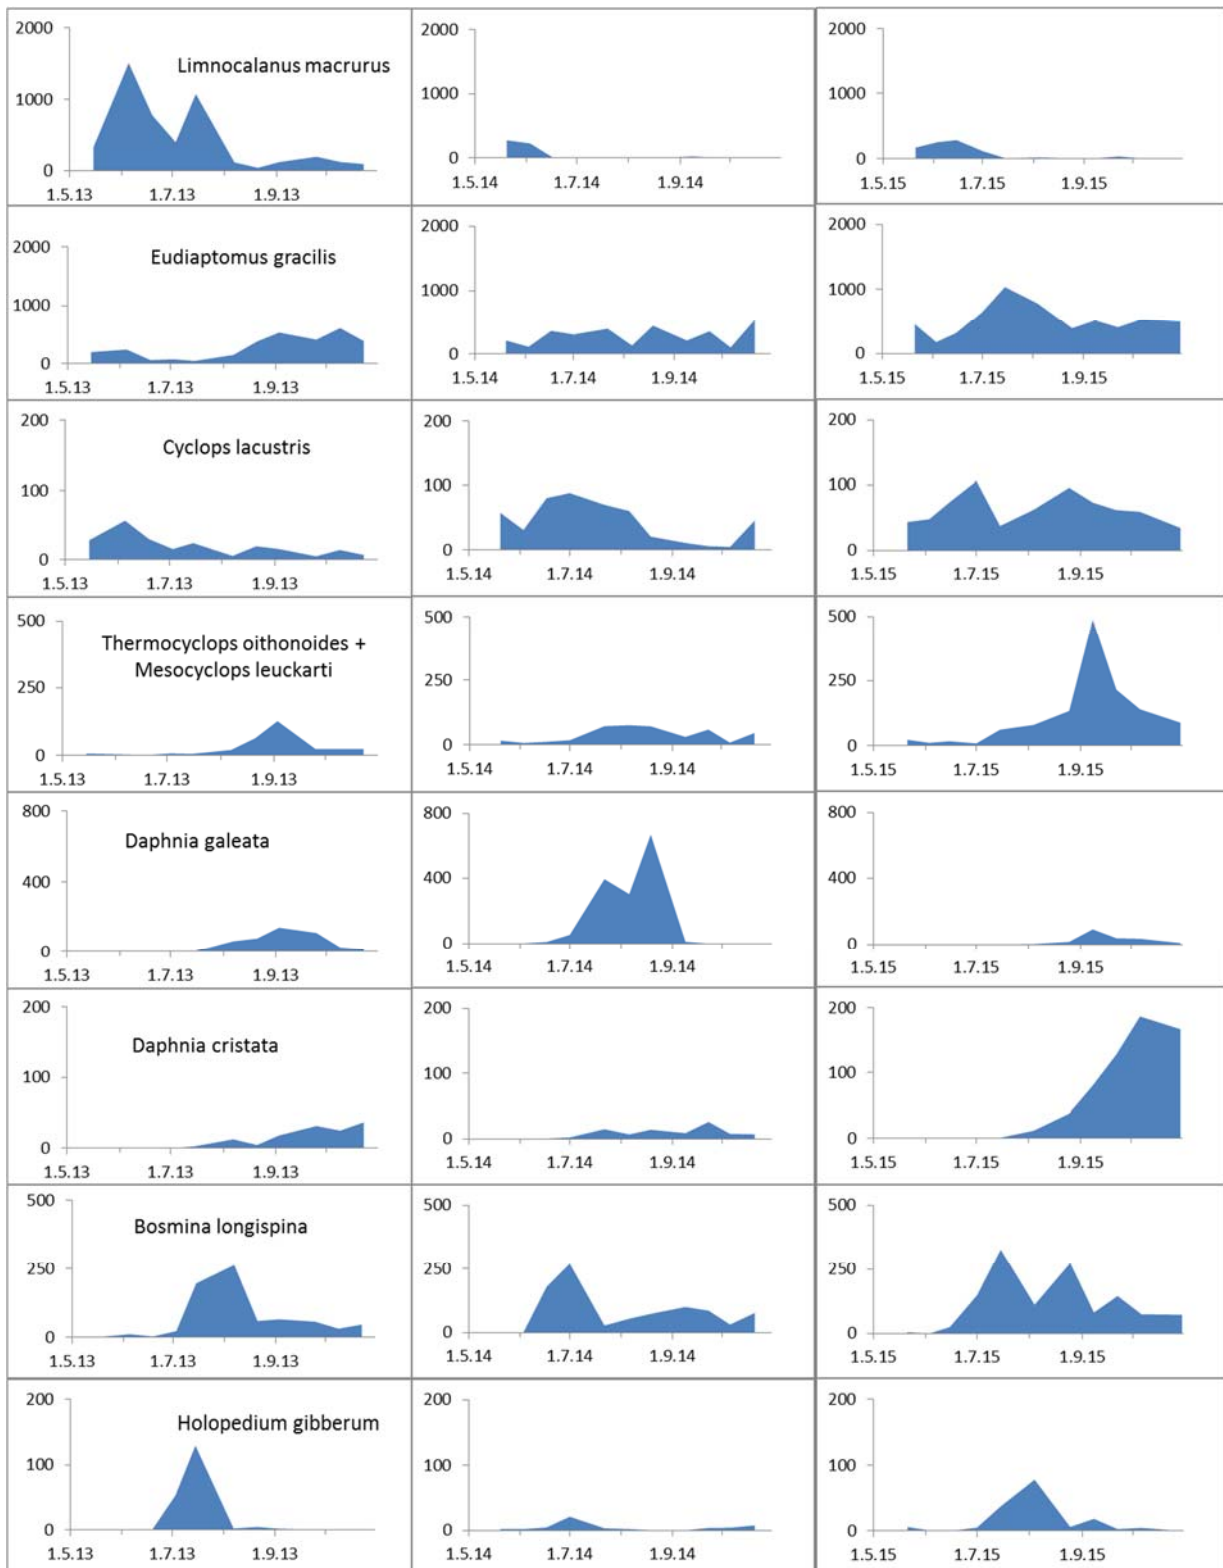 2000
1000
0
1.5.13 1.7.13 1.9.13
Limnocalanus macrurus
2000
1000
0
1.5.14 1.7.14 1.9.14
2000
1000
0
1.5.15 1.7.15 1.9.15
2000
1000
0
1.5.13 1.7.13 1.9.13
Eudiaptomus gracilis
2000
1000
0
1.5.14 1.7.14 1.9.14
2000
1000
0
1.5.15 1.7.15 1.9.15
200
100
0
1.5.13 1.7.13 1.9.13
Cyclops lacustris
200
100
0
1.5.14 1.7.14 1.9.14
200
100
0
1.5.15 1.7.15 1.9.15
500
250
0
1.5.13 1.7.13 1.9.13
Thermocyclops oithonoides +
Mesocyclops leuckarti
500
250
0
1.5.14 1.7.14 1.9.14
500
250
0
1.5.15 1.7.15 1.9.15
800
400
0
1.5.13 1.7.13 1.9.13
Daphnia galeata
800
400
0
1.5.14 1.7.14 1.9.14
800
400
0
1.5.15 1.7.15 1.9.15
200
100
0
1.5.13 1.7.13 1.9.13
Daphnia cristata
200
100
0
1.5.14 1.7.14 1.9.14
200
100
0
1.5.15 1.7.15 1.9.15
500
250
0
1.5.13 1.7.13 1.9.13
Bosmina longispina
500
250
0
1.5.14 1.7.14 1.9.14
500
250
0
1.5.15 1.7.15 1.9.15
200
100
0
1.5.13 1.7.13 1.9.13
Holopedium gibberum
200
100
0
1.5.14 1.7.14 1.9.14
200
100
0
1.5.15 1.7.15 1.9.15